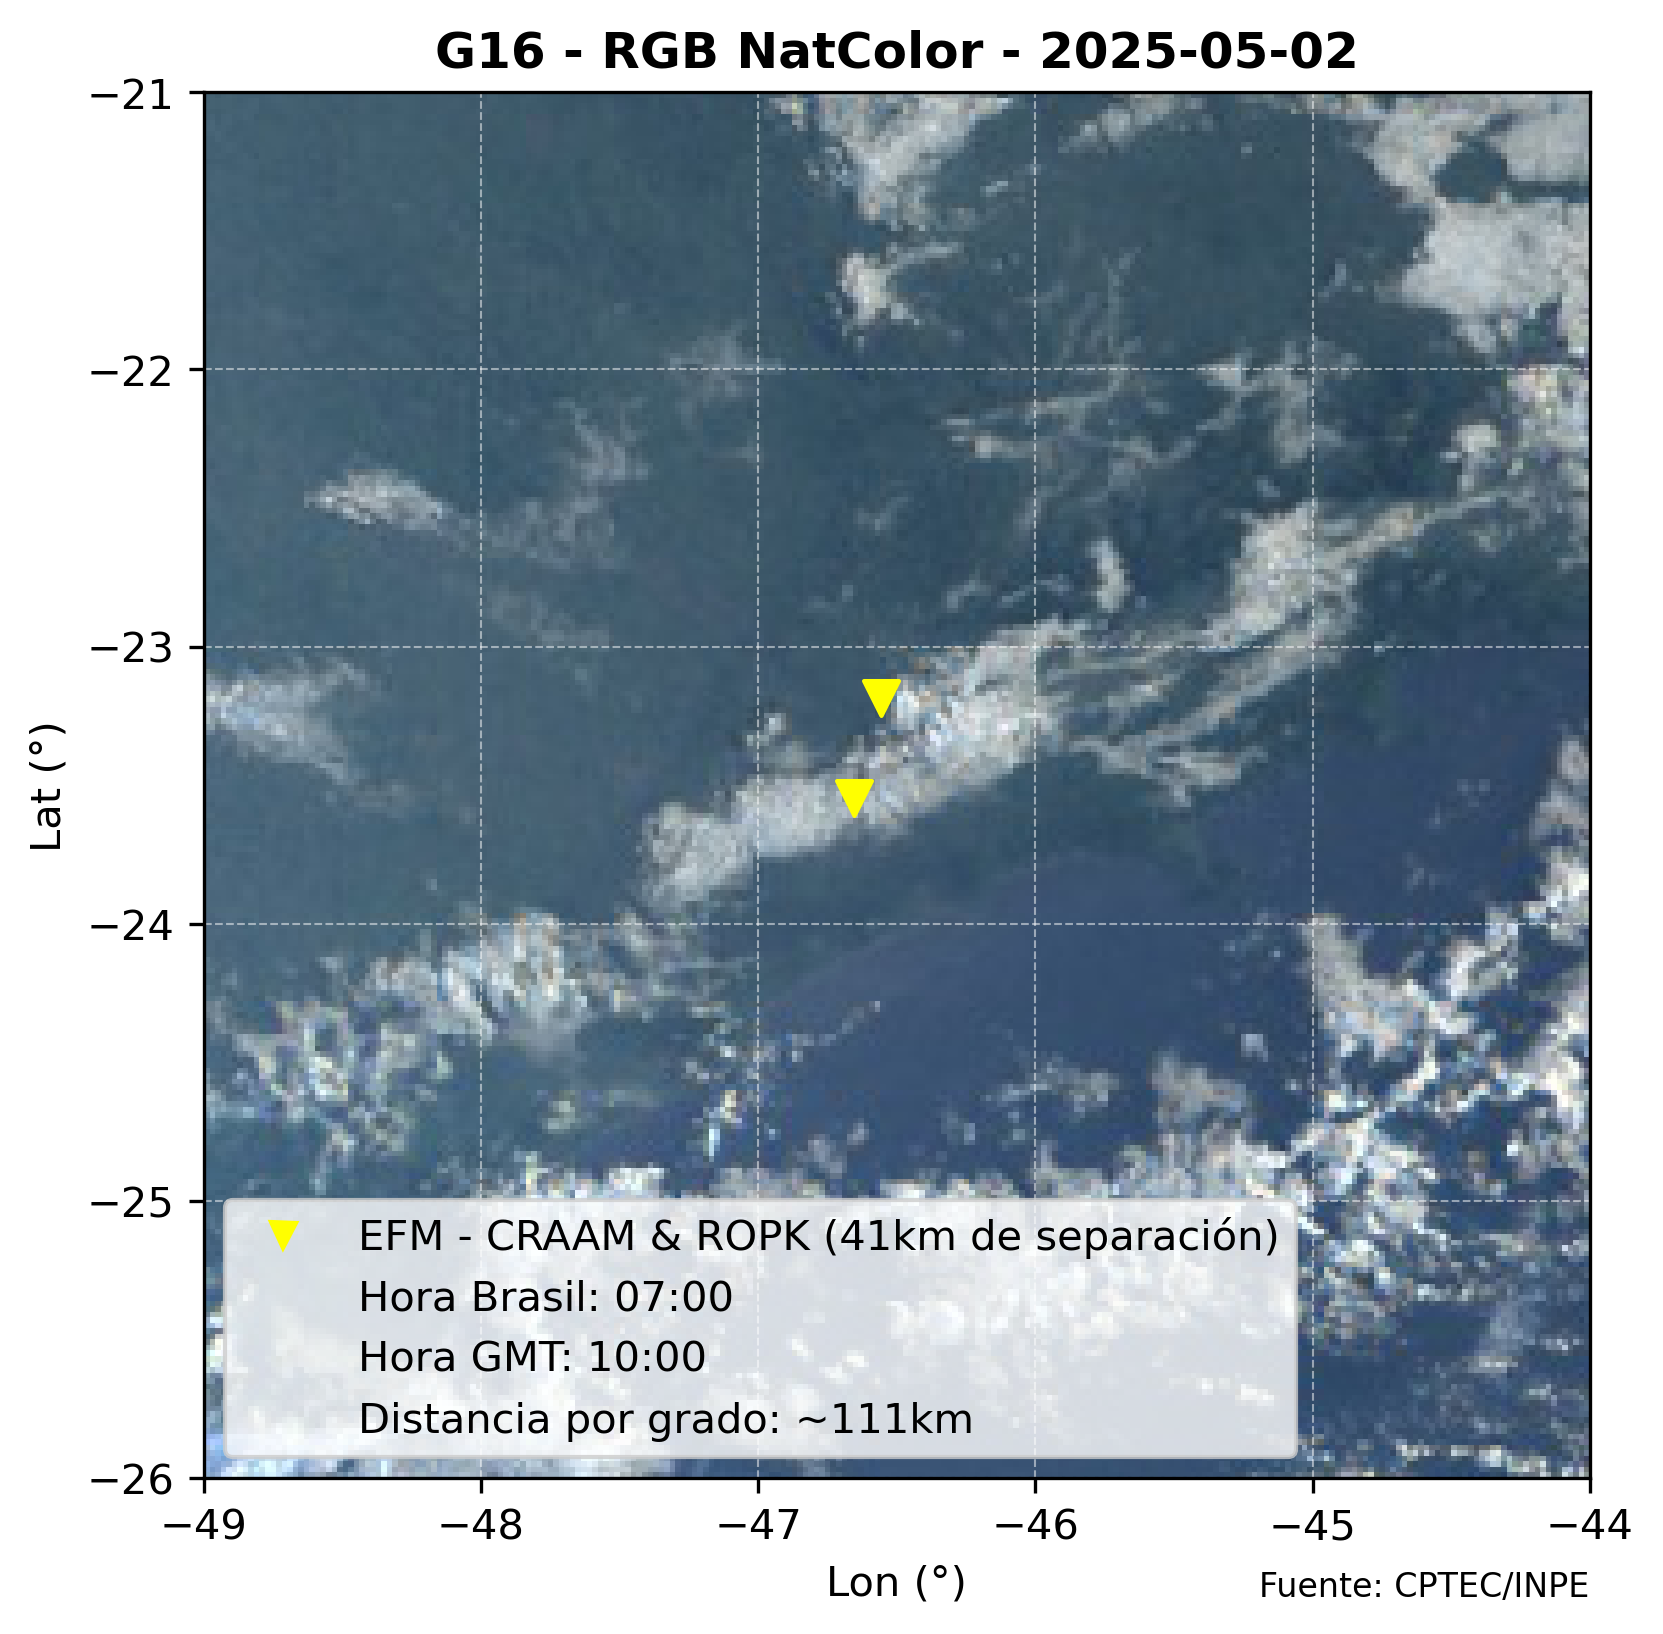 G16 - RGB NatColor - 2025-05-02
−21
−22
−23
−24
−25
−26
Lat (°)
EFM - CRAAM & ROPK (41km de separación)
Hora Brasil: 07:00
Hora GMT: 10:00
Distancia por grado: ~111km
−49 −48 −47 −46 −45 −44
Lon (°)
Fuente: CPTEC/INPE